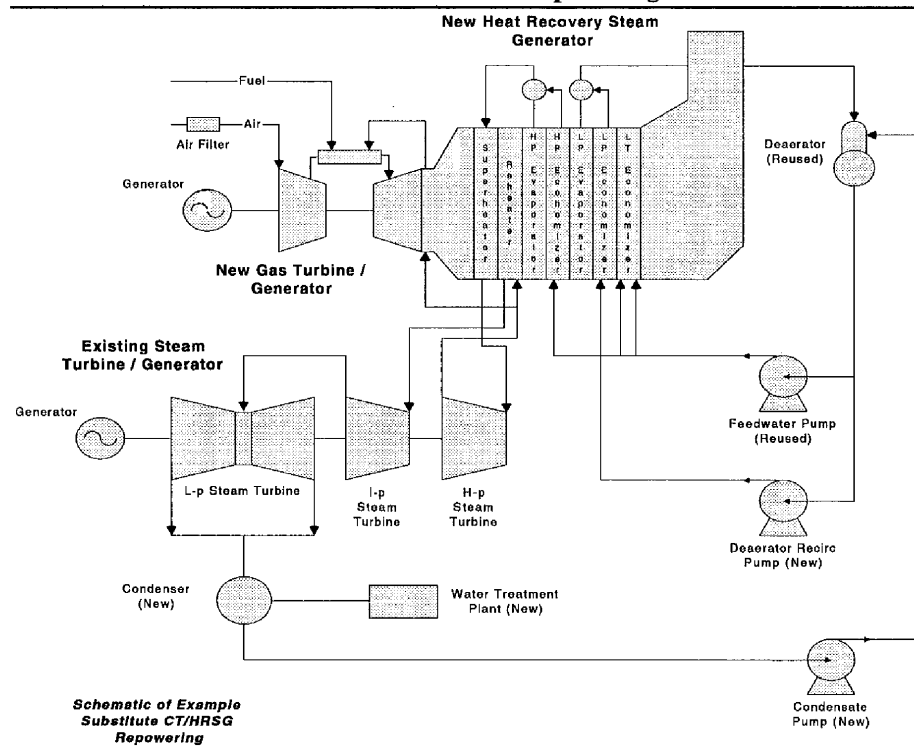 New Heat Recovery Steam
Generator
Fuel
Air
Air Filter
Generator
New Gas Turbine /
Generator
Superheater
Reheater
HP Evaporator
HP Economizer
LP Evaporator
LP Economizer
LT Economizer
Deaerator
(Reused)
Existing Steam
Turbine / Generator
Generator
L-p Steam Turbine
I-p
Steam
Turbine
H-p
Steam
Turbine
Feedwater Pump
(Reused)
Deaerator Recirc
Pump (New)
Condenser
(New)
Water Treatment
Plant (New)
Condensate
Pump (New)
Schematic of Example
Substitute CT/HRSG
Repowering